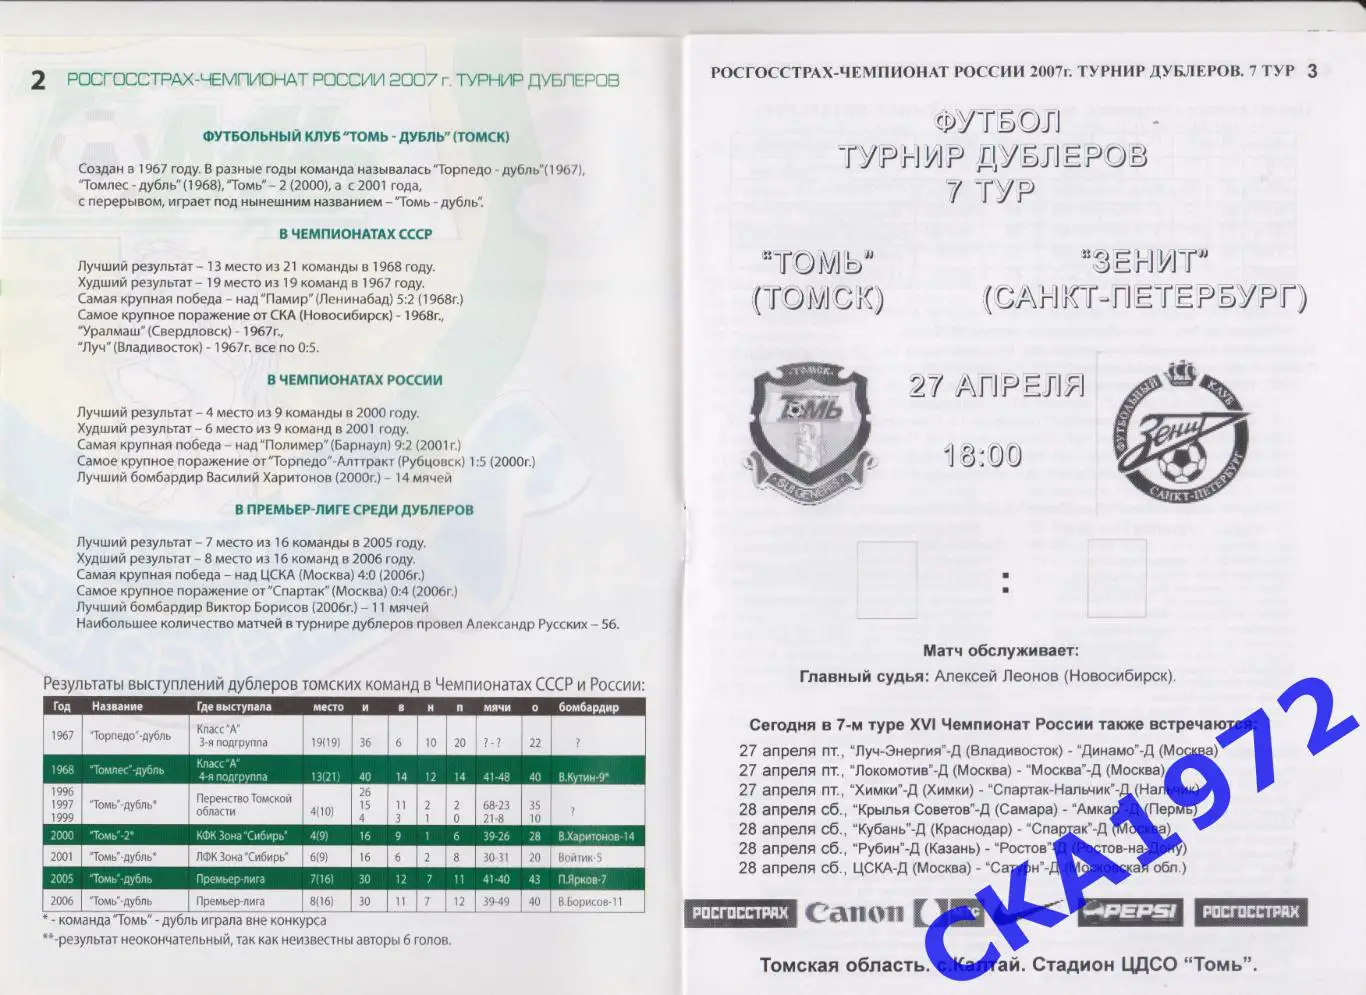 2 РОСГОССТРАХ-ЧЕМПИОНАТ РОССИИ 2007 г. ТУРНИР ДУБЛЕРОВ
ФУТБОЛЬНЫЙ КЛУБ "ТОМЬ - ДУБЛЬ" (ТОМСК)
Создан в 1967 году. В разные годы команда называлась "Торпедо - дубль"(1967),
"Томлес - дубль"(1968), "Томь" – 2 (2000), а с 2001 года,
с перерывом, играет под нынешним названием – "Томь - дубль".
В ЧЕМПИОНАТАХ СССР
Лучший результат – 13 место из 21 команды в 1968 году.
Худший результат – 19 место из 19 команд в 1967 году.
Самая крупная победа – над "Памир" (Ленинабад) 5:2 (1968г.)
Самое крупное поражение от СКА (Новосибирск) - 1968г.,
"Уралмаш" (Свердловск) - 1967г.,
"Луч" (Владивосток) - 1967г. все по 0:5.
В ЧЕМПИОНАТАХ РОССИИ
Лучший результат – 4 место из 9 команды в 2000 году.
Худший результат – 6 место из 9 команд в 2001 году.
Самая крупная победа – над "Полимер" (Барнаул) 9:2 (2001г.)
Самое крупное поражение от "Торпедо"-Алттракт (Рубцовск) 1:5 (2000г.)
Лучший бомбардир Василий Харитонов (2000г.) – 14 мячей
В ПРЕМЬЕР-ЛИГЕ СРЕДИ ДУБЛЕРОВ
Лучший результат – 7 место из 16 команды в 2005 году.
Худший результат – 8 место из 16 команд в 2006 году.
Самая крупная победа – над ЦСКА (Москва) 4:0 (2006г.)
Самое крупное поражение от "Спартак" (Москва) 0:4 (2006г.)
Лучший бомбардир Виктор Борисов (2006г.) – 11 мячей
Наибольшее количество матчей в турнире дублеров провел Александр Русских – 56.
Результаты выступлений дублеров томских команд в Чемпионатах СССР и России:
Год Название Где выступала место и в н п мячи о бомбардир
1967 "Торпедо"-дубль Класс "А" 3-я подгруппа 19(19) 36 6 10 20 ? - ? 22 ?
1968 "Томлес"-дубль Класс "А" 4-я подгруппа 13(21) 40 14 12 14 41-48 40 В.Кутин-9*
1996 26
1997 "Томь"-дубль* Перенство Томской области 4(10) 15 11 2 2 68-23 35 ?
1999 4 3 1 0 21-8 10
2000 "Томь"-2* КФК Зона "Сибирь" 4(9) 16 9 1 6 39-26 28 В.Харитонов-14
2001 "Томь"-дубль* ЛФК Зона "Сибирь" 6(9) 16 6 2 8 30-31 20 Войтик-5
2005 "Томь"-дубль Премьер-лига 7(16) 30 12 7 11 41-40 43 П.Ярков-7
2006 "Томь"-дубль Премьер-лига 8(16) 30 11 7 12 39-49 40 В.Борисов-11
* - команда "Томь" - дубль играла вне конкурса
**-результат неокончательный, так как неизвестны авторы 6 голов.
РОСГОССТРАХ-ЧЕМПИОНАТ РОССИИ 2007г. ТУРНИР ДУБЛЕРОВ. 7 ТУР 3
ФУТБОЛ
ТУРНИР ДУБЛЕРОВ
7 ТУР
"ТОМЬ" "ЗЕНИТ"
(ТОМСК) (САНКТ-ПЕТЕРБУРГ)
ТОМСК
ТОМЬ
SUI GENERIS
27 АПРЕЛЯ
18:00
ФУТБОЛЬНЫЙ КЛУБ
Зенит
САНКТ-ПЕТЕРБУРГ
:
Матч обслуживает:
Главный судья: Алексей Леонов (Новосибирск).
Сегодня в 7-м туре XVI Чемпионат России также встречаются:
27 апреля пт., "Луч-Энергия"-Д (Владивосток) - "Динамо"-Д (Москва)
27 апреля пт., "Локомотив"-Д (Москва) - "Москва"-Д (Москва)
27 апреля пт., "Химки"-Д (Химки) - "Спартак-Нальчик"-Д (Нальчик)
28 апреля сб., "Крылья Советов"-Д (Самара) - "Амкар"-Д (Пермь)
28 апреля сб., "Кубань"-Д (Краснодар) - "Спартак"-Д (Москва)
28 апреля сб., "Рубин"-Д (Казань) - "Ростов"-Д (Ростов-на-Дону)
28 апреля сб., ЦСКА-Д (Москва) - "Сатурн"-Д (Московская обл.)
РОСГОССТРАХ Canon PEPSI РОССГОССТРАХ
Томская область. с.Калтай. Стадион ЦДСО "Томь".
СКА1972